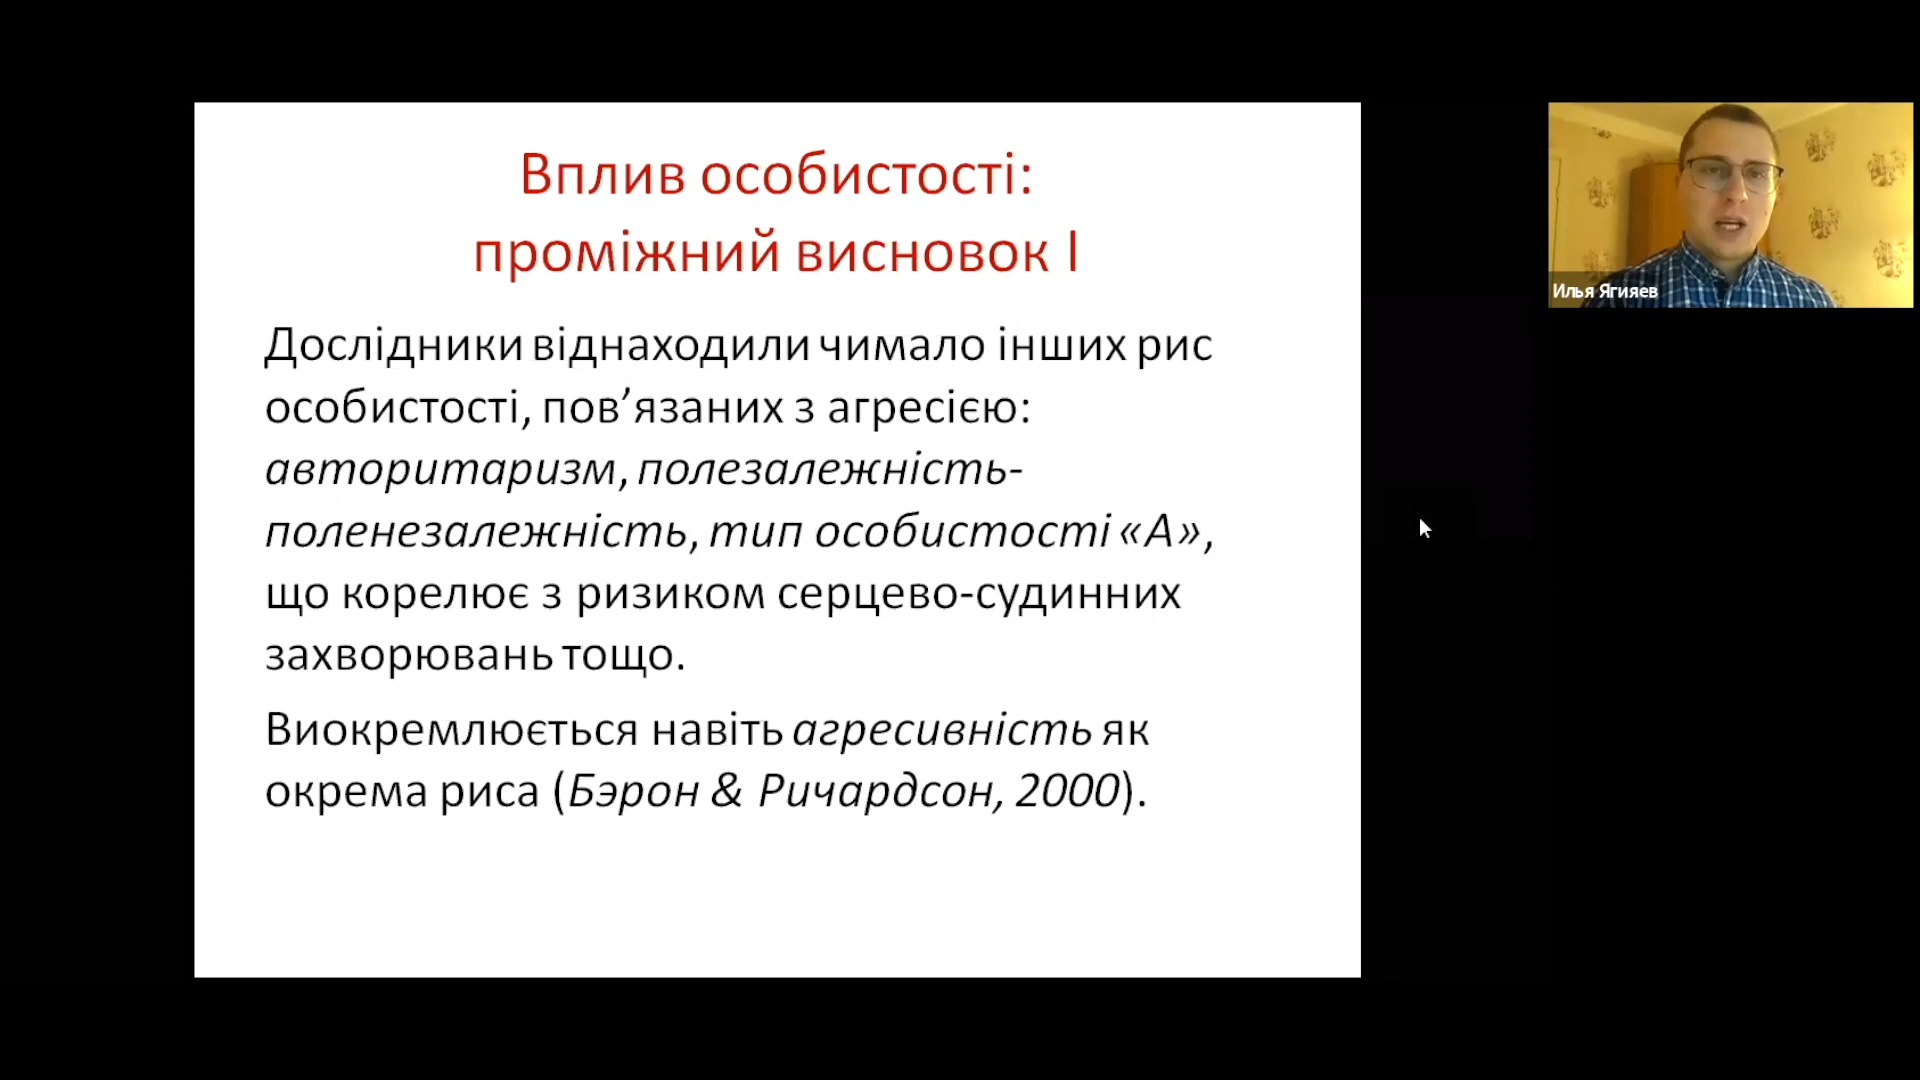 Вплив особистості:
проміжний висновок І
Дослідники віднаходили чимало інших рис
особистості, пов’язаних з агресією:
авторитаризм, полезалежність-
поленезалежність, тип особистості «А»,
що корелює з ризиком серцево-судинних
захворювань тощо.
Виокремлюється навіть агресивність як
окрема риса (Бэрон & Ричардсон, 2000).
Илья Ягияев